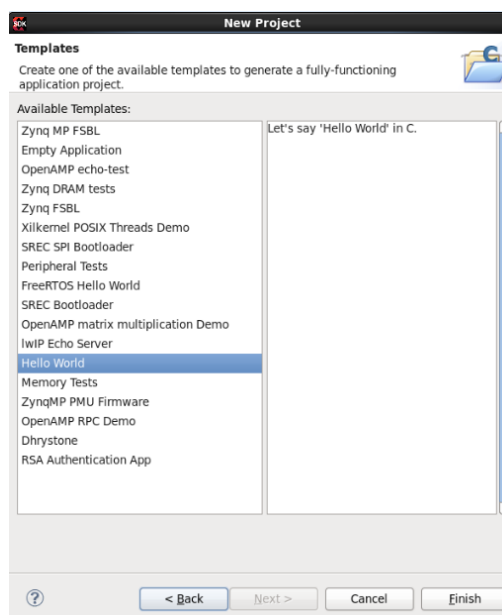 SDK
New Project
Templates
Create one of the available templates to generate a fully-functioning
application project.
Available Templates:
Zynq MP FSBL
Empty Application
OpenAMP echo-test
Zynq DRAM tests
Zynq FSBL
Xilkernel POSIX Threads Demo
SREC SPI Bootloader
Peripheral Tests
FreeRTOS Hello World
SREC Bootloader
OpenAMP matrix multiplication Demo
lwIP Echo Server
Hello World
Memory Tests
ZynqMP PMU Firmware
OpenAMP RPC Demo
Dhrystone
RSA Authentication App
Let's say 'Hello World' in C.
?
< Back
Next >
Cancel
Finish